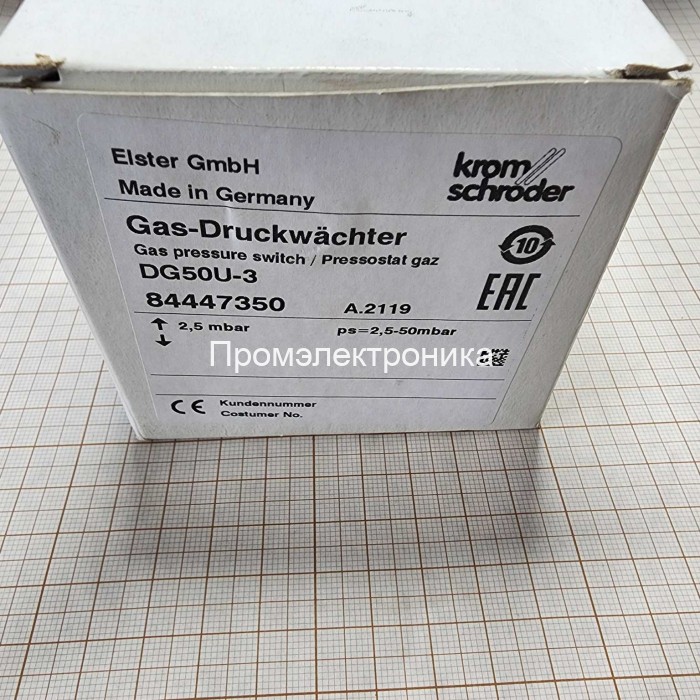 Elster GmbH
Made in Germany
krom
schroder
Gas-Druckwächter
Gas pressure switch / Pressostat gaz
DG50U-3
84447350
A.2119
10
EAC
↑ 2,5 mbar
↓
ps=2,5-50mbar
Промэлектроника
CE
Kundennummer
Costumer No.